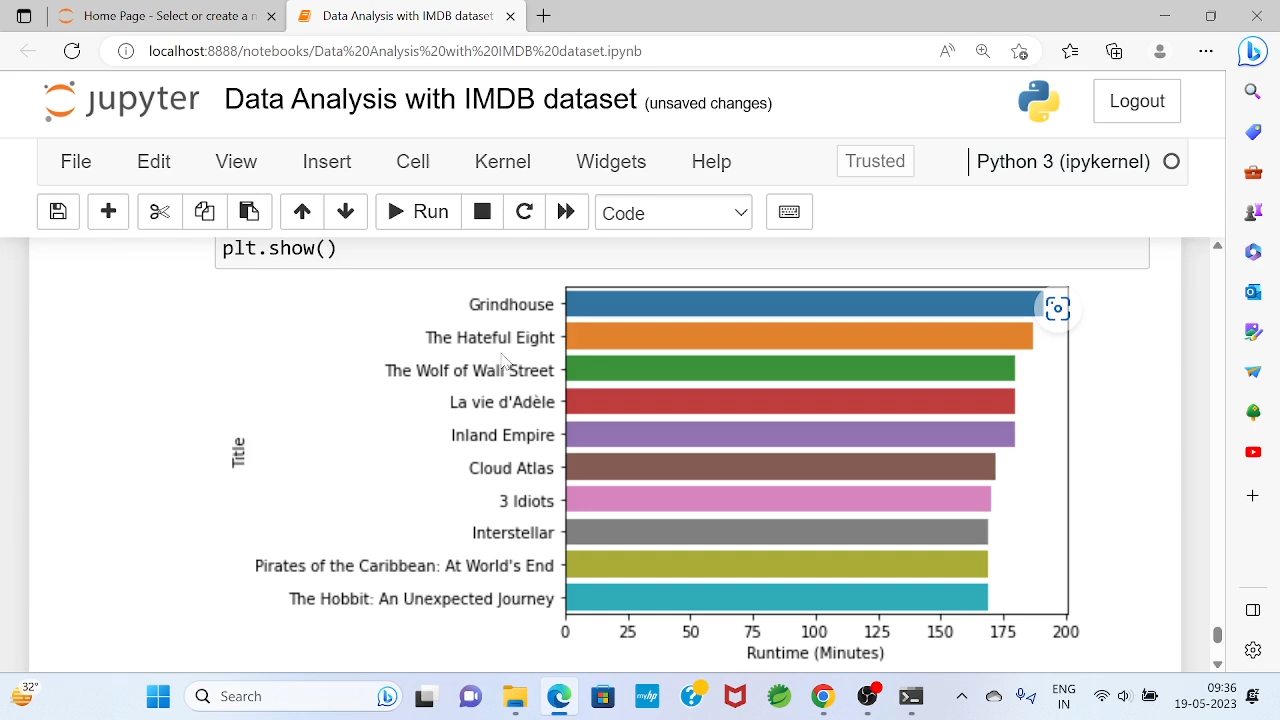 Home Page - Select or create a n
Data Analysis with IMDB dataset
localhost:8888/notebooks/Data%20Analysis%20with%20IMDB%20dataset.ipynb
jupyter Data Analysis with IMDB dataset (unsaved changes)
Logout
File Edit View Insert Cell Kernel Widgets Help
Trusted
Python 3 (ipykernel)
Run
Code
plt.show()
Grindhouse
The Hateful Eight
The Wolf of Wall Street
La vie d'Adèle
Inland Empire
Cloud Atlas
3 Idiots
Interstellar
Pirates of the Caribbean: At World's End
The Hobbit: An Unexpected Journey
Title
0 25 50 75 100 125 150 175 200
Runtime (Minutes)
32°
Search
myhp
ENG
IN
09:36
19-05-2023